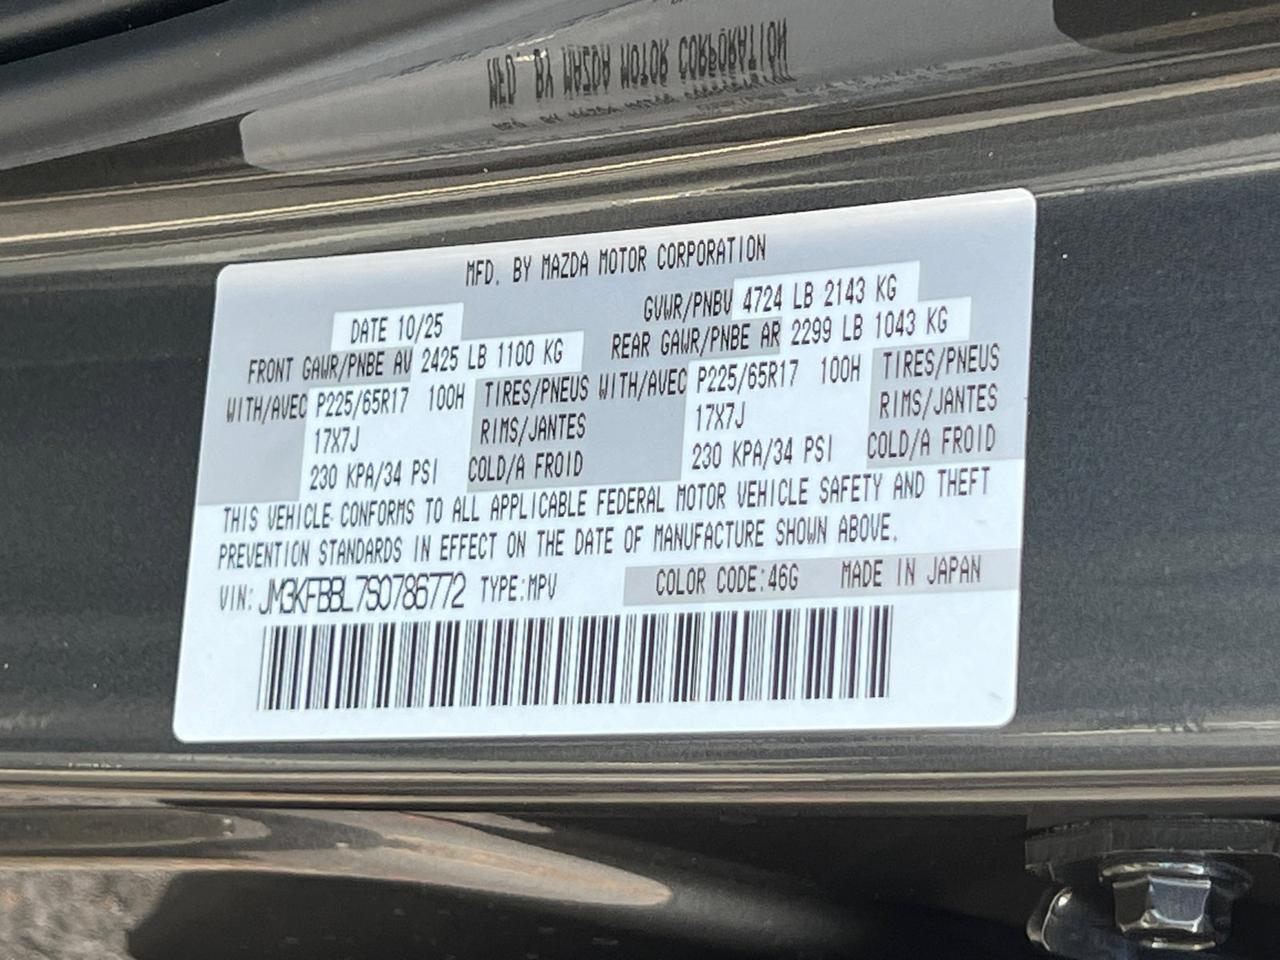 MFD. BY MAZDA MOTOR CORPORATION
DATE 10/25 GVWR/PNBV 4724 LB 2143 KG
FRONT GAWR/PNBE AV 2425 LB 1100 KG REAR GAWR/PNBE AR 2299 LB 1043 KG
WITH/AVEC P225/65R17 100H TIRES/PNEUS WITH/AVEC P225/65R17 100H TIRES/PNEUS
17X7J RIMS/JANTES 17X7J RIMS/JANTES
230 KPA/34 PSI COLD/A FROID 230 KPA/34 PSI COLD/A FROID
THIS VEHICLE CONFORMS TO ALL APPLICABLE FEDERAL MOTOR VEHICLE SAFETY AND THEFT
PREVENTION STANDARDS IN EFFECT ON THE DATE OF MANUFACTURE SHOWN ABOVE.
VIN: JM3KFBBL7S0786772 TYPE:MPV COLOR CODE:46G MADE IN JAPAN